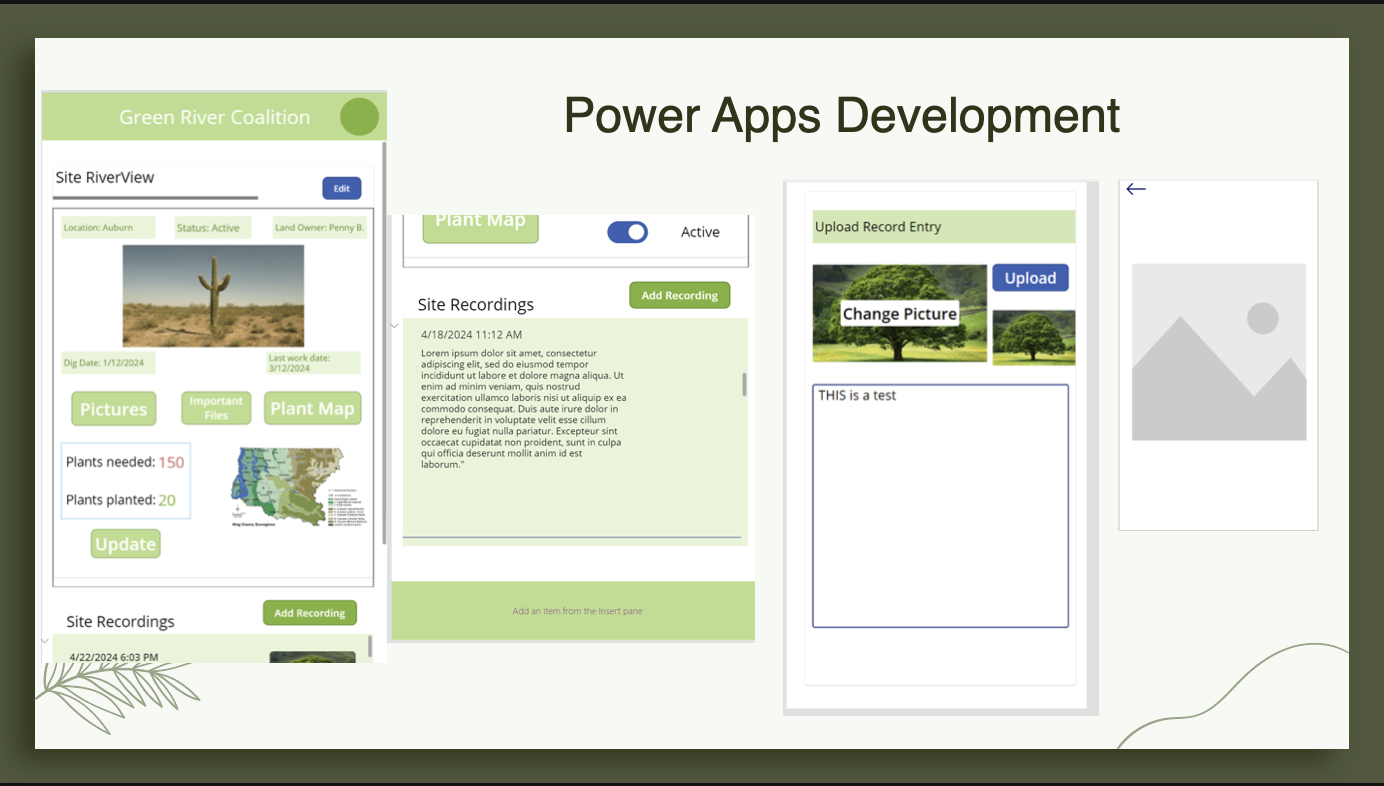 Power Apps Development
Green River Coalition
Site RiverView
Edit
Location: Auburn
Status: Active
Land Owner: Penny B.
Dig Date: 1/12/2024
Last work date:
3/12/2024
Pictures
Important
Files
Plant Map
Plants needed: 150
Plants planted: 20
Update
Site Recordings
Add Recording
4/22/2024 6:03 PM
Plant Map
Active
Site Recordings
Add Recording
4/18/2024 11:12 AM
Lorem ipsum dolor sit amet, consectetur
adipiscing elit, sed do eiusmod tempor
incididunt ut labore et dolore magna aliqua. Ut
enim ad minim veniam, quis nostrud
exercitation ullamco laboris nisi ut aliquip ex ea
commodo consequat. Duis aute irure dolor in
reprehenderit in voluptate velit esse cillum
dolore eu fugiat nulla pariatur. Excepteur sint
occaecat cupidatat non proident, sunt in culpa
qui officia deserunt mollit anim id est
laborum."
Add an item from the Insert pane
Upload Record Entry
Change Picture
Upload
THIS is a test